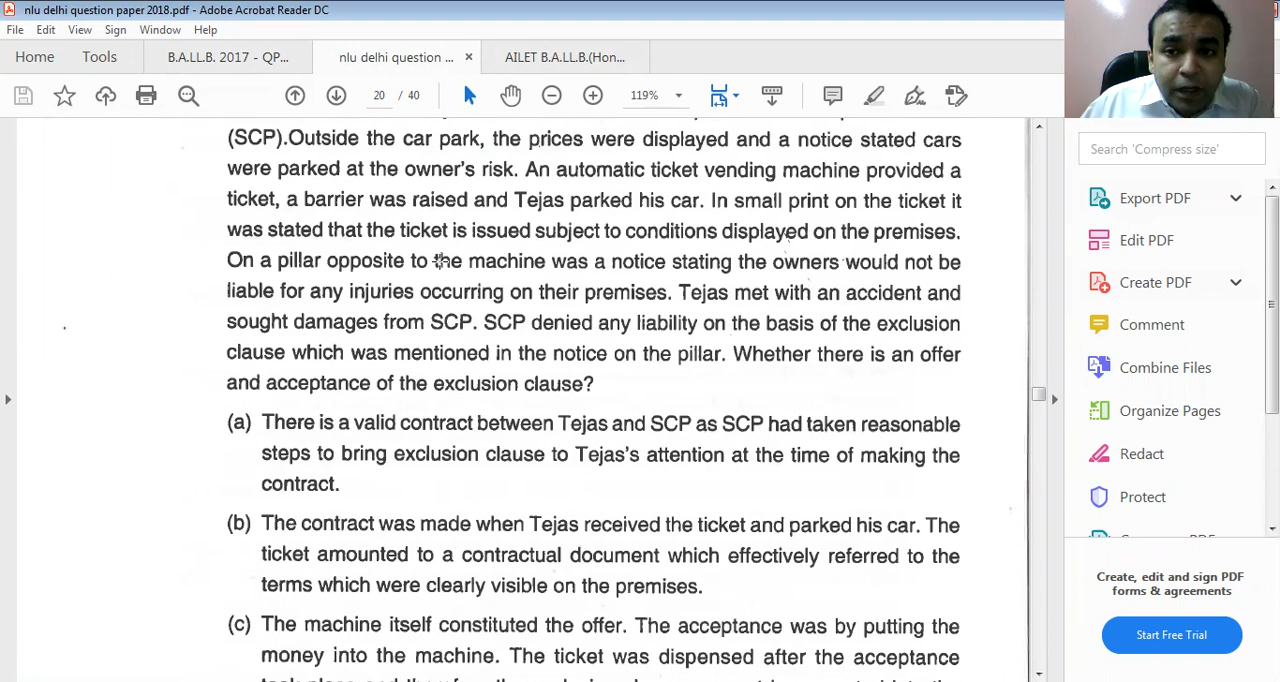 nlu delhi question paper 2018.pdf - Adobe Acrobat Reader DC
File Edit View Window Sign Help
Home Tools B.A.LL.B. 2017 - QP... nlu delhi question ... × AILET B.A.LL.B.(Hon...
20 / 40 119%
(SCP).Outside the car park, the prices were displayed and a notice stated cars
were parked at the owner's risk. An automatic ticket vending machine provided a
ticket, a barrier was raised and Tejas parked his car. In small print on the ticket it
was stated that the ticket is issued subject to conditions displayed on the premises.
On a pillar opposite to the machine was a notice stating the owners would not be
liable for any injuries occurring on their premises. Tejas met with an accident and
sought damages from SCP. SCP denied any liability on the basis of the exclusion
clause which was mentioned in the notice on the pillar. Whether there is an offer
and acceptance of the exclusion clause?
(a) There is a valid contract between Tejas and SCP as SCP had taken reasonable
steps to bring exclusion clause to Tejas's attention at the time of making the
contract.
(b) The contract was made when Tejas received the ticket and parked his car. The
ticket amounted to a contractual document which effectively referred to the
terms which were clearly visible on the premises.
(c) The machine itself constituted the offer. The acceptance was by putting the
money into the machine. The ticket was dispensed after the acceptance
Search 'Compress size'
Export PDF
Edit PDF
Create PDF
Comment
Combine Files
Organize Pages
Redact
Protect
Create, edit and sign PDF
forms & agreements
Start Free Trial